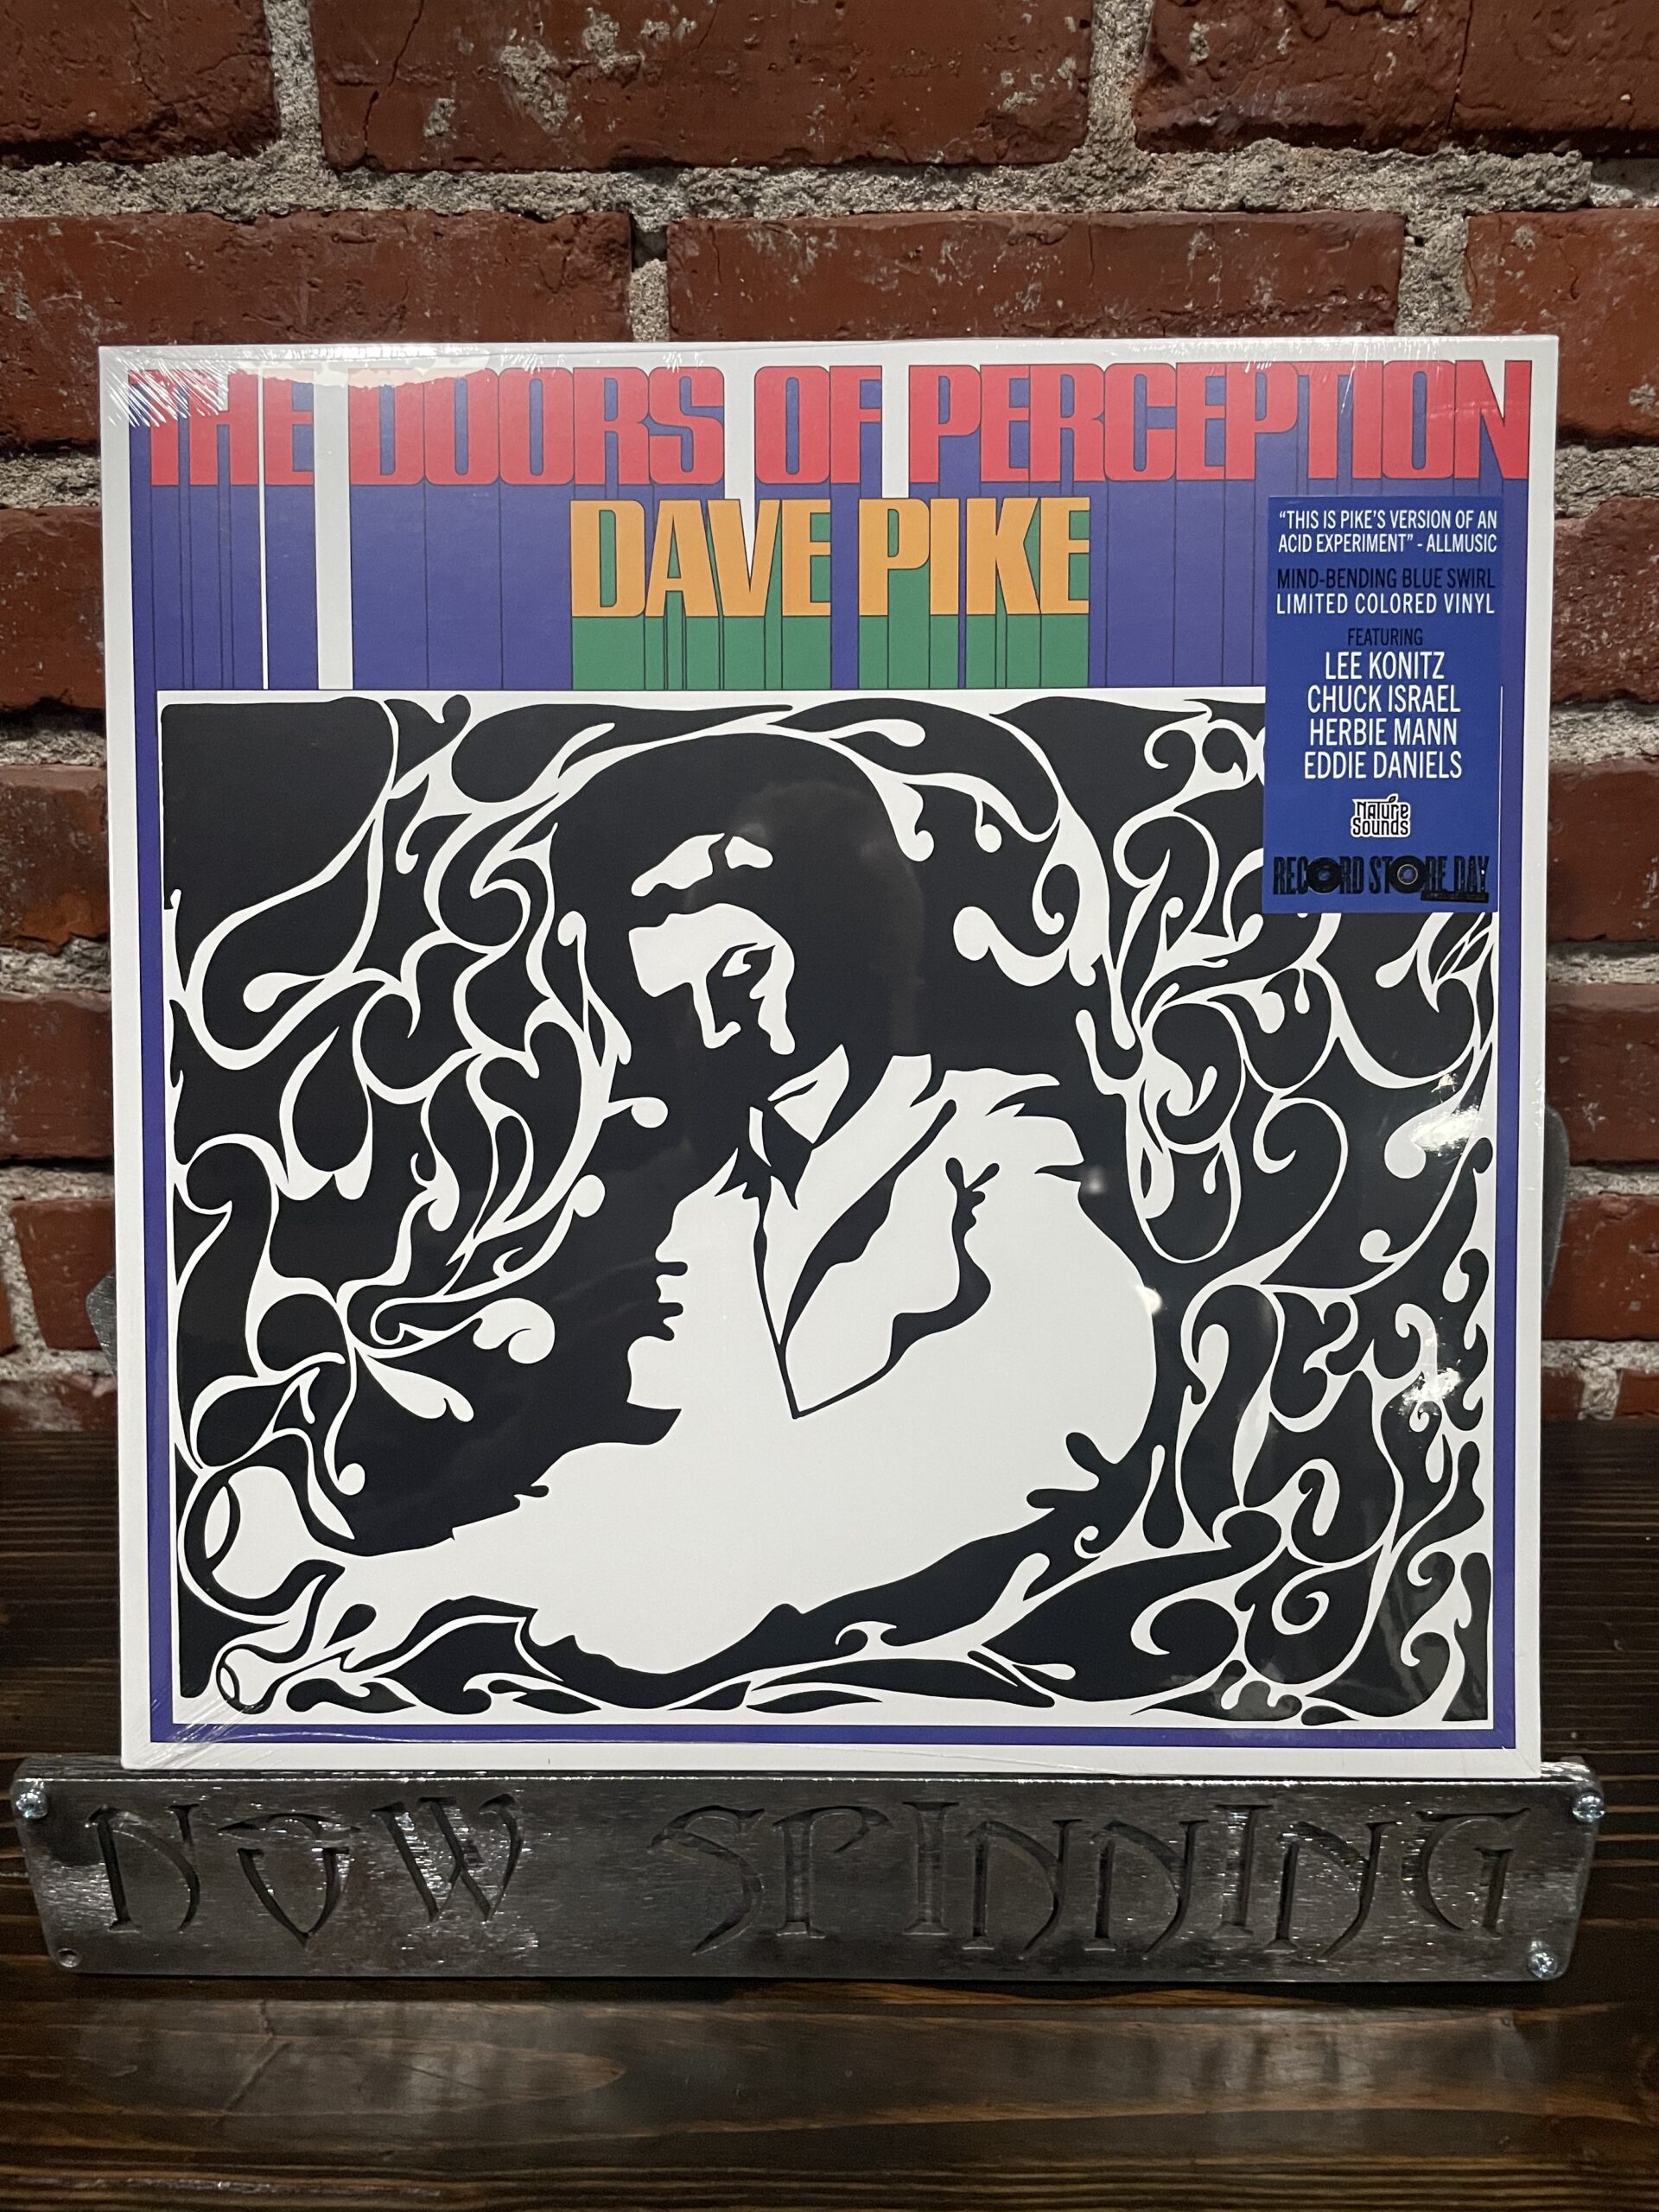 THE DOORS OF PERCEPTION
DAVE PIKE
"THIS IS PIKE'S VERSION OF AN
ACID EXPERIMENT" - ALLMUSIC
MIND-BENDING BLUE SWIRL
LIMITED COLORED VINYL
FEATURING
LEE KONITZ
CHUCK ISRAEL
HERBIE MANN
EDDIE DANIELS
Nature
Sounds
RECORD STORE DAY
NOW SPINNING